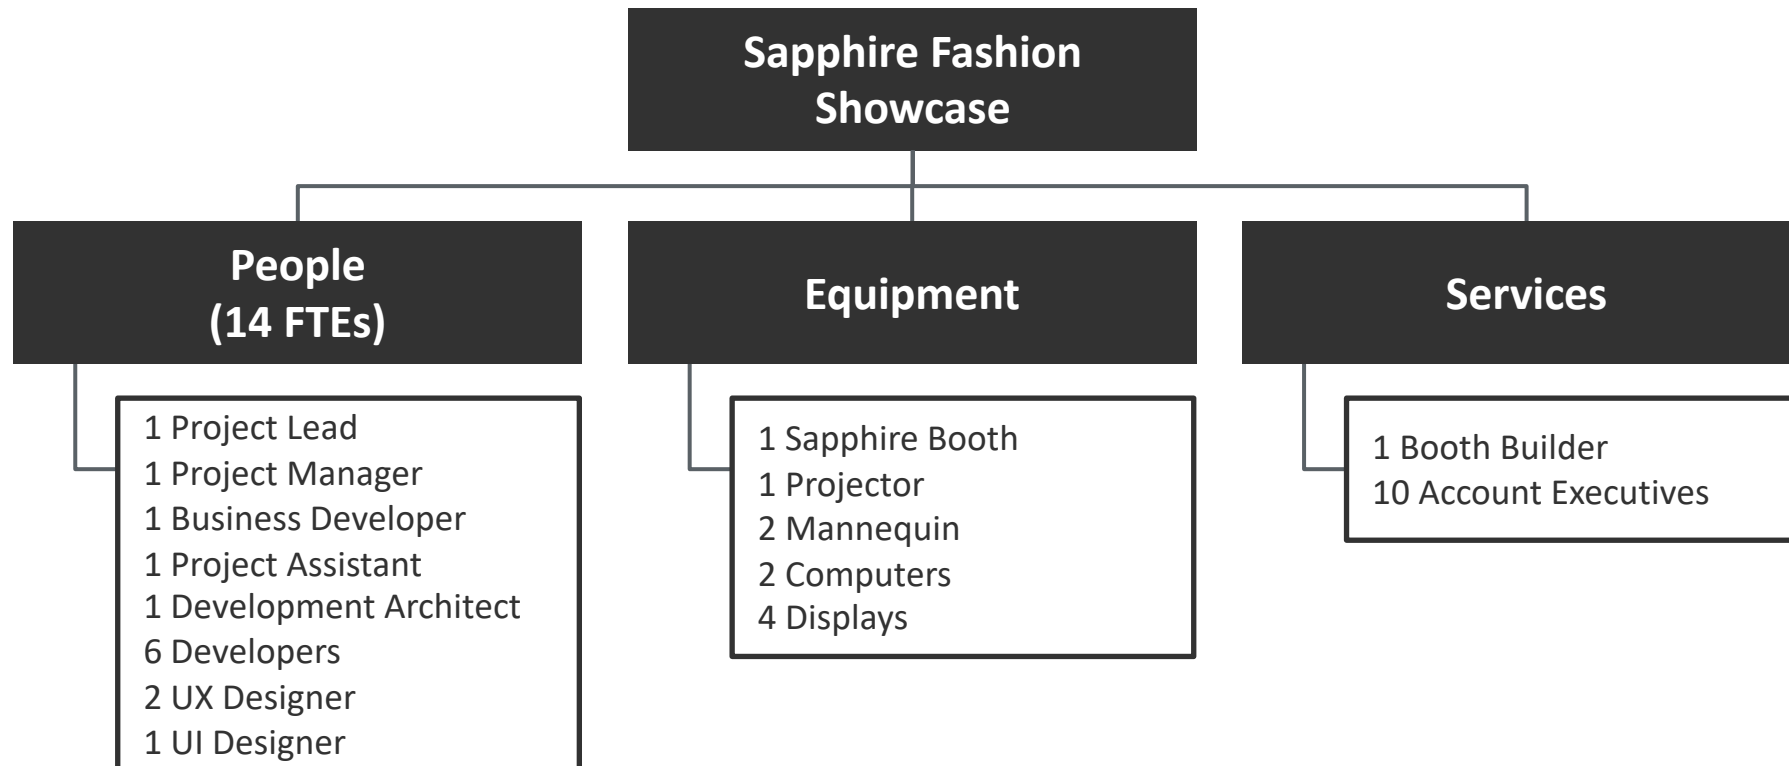 Sapphire Fashion
Showcase
People
(14 FTEs)
1 Project Lead
1 Project Manager
1 Business Developer
1 Project Assistant
1 Development Architect
6 Developers
2 UX Designer
1 UI Designer
Equipment
1 Sapphire Booth
1 Projector
2 Mannequin
2 Computers
4 Displays
Services
1 Booth Builder
10 Account Executives